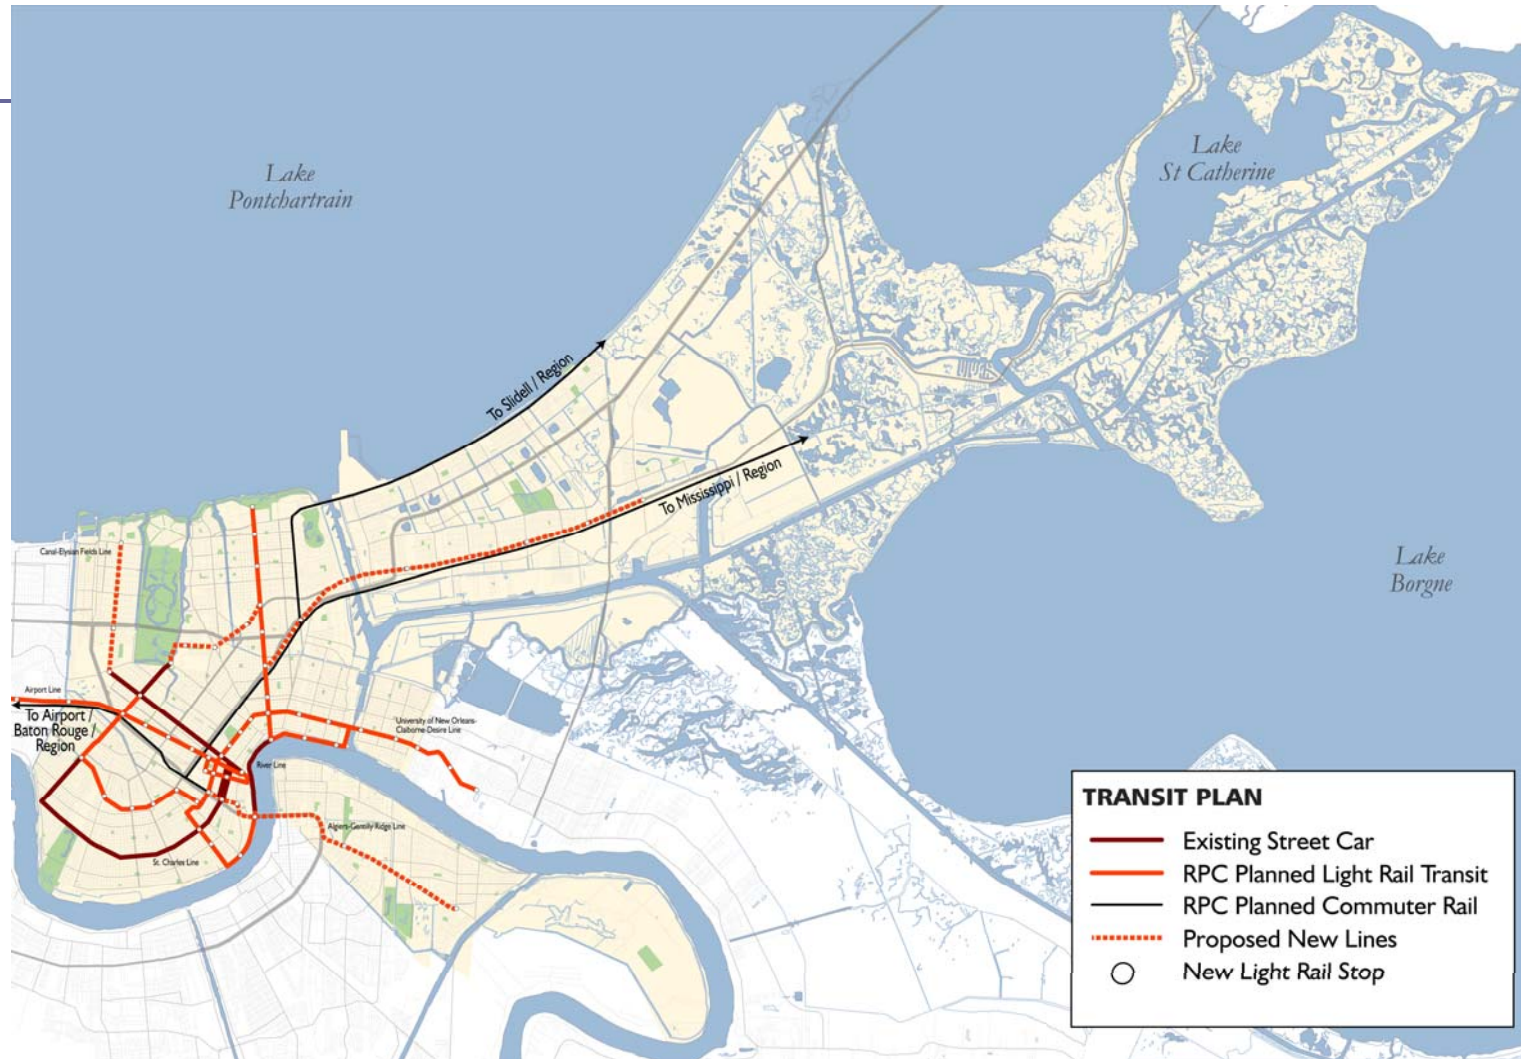 Lake
Pontchartrain
Lake
St Catherine
To Slidell / Region
To Mississippi / Region
Canal-Elysian Fields Line
Lake
Borgne
Airport Line
To Airport /
Baton Rouge /
Region
University of New Orleans-
Claiborne-Desire Line
River Line
Algiers-Gentilly Ridge Line
St. Charles Line
TRANSIT PLAN
Existing Street Car
RPC Planned Light Rail Transit
RPC Planned Commuter Rail
Proposed New Lines
New Light Rail Stop